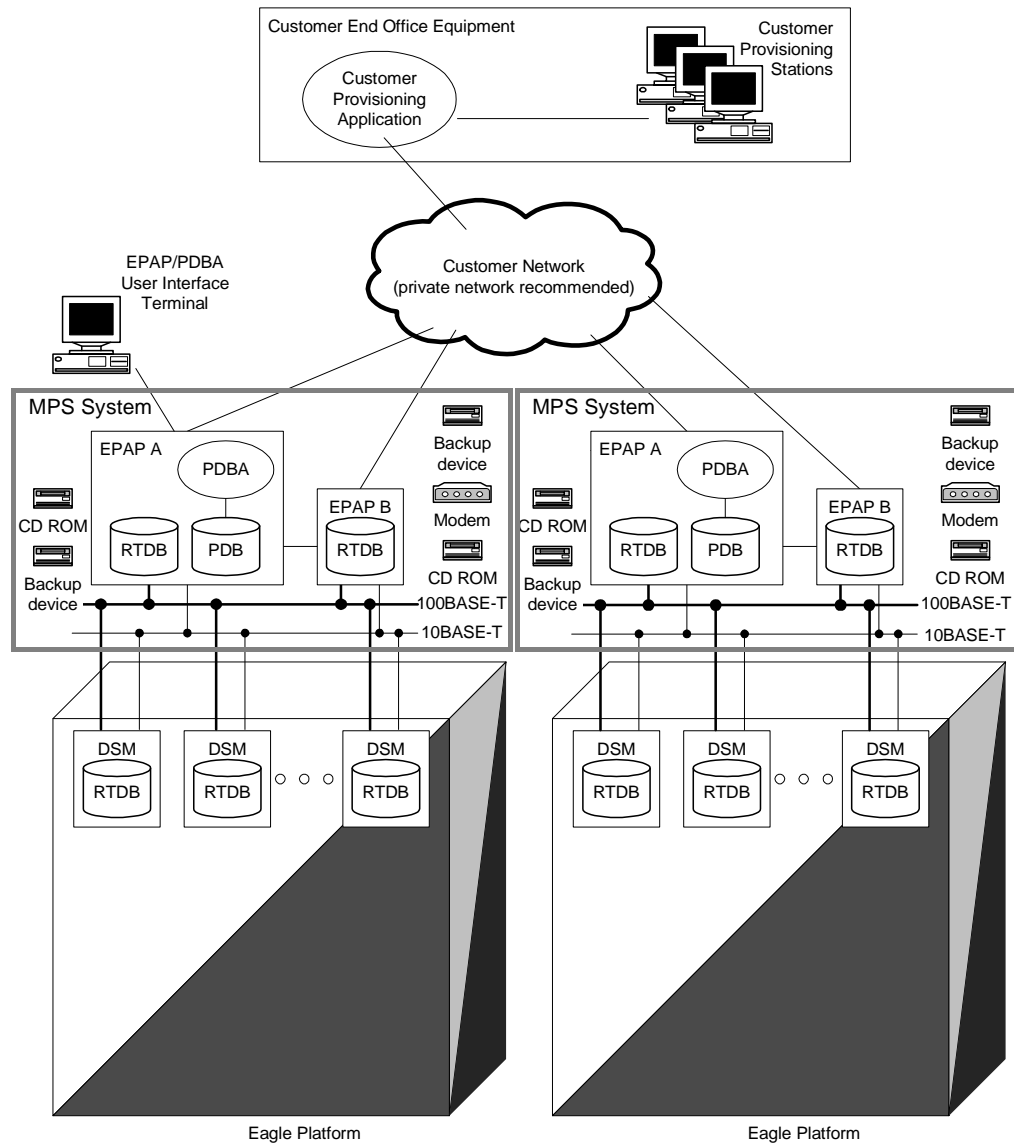 Customer End Office Equipment
Customer
Provisioning
Stations
Customer
Provisioning
Application
Customer Network
(private network recommended)
EPAP/PDBA
User Interface
Terminal
MPS System
EPAP A
PDBA
RTDB
PDB
EPAP B
RTDB
CD ROM
Backup
device
Backup
device
Modem
CD ROM
100BASE-T
10BASE-T
MPS System
EPAP A
PDBA
RTDB
PDB
EPAP B
RTDB
CD ROM
Backup
device
Backup
device
Modem
CD ROM
100BASE-T
10BASE-T
DSM
RTDB
DSM
RTDB
DSM
RTDB
Eagle Platform
DSM
RTDB
DSM
RTDB
DSM
RTDB
Eagle Platform